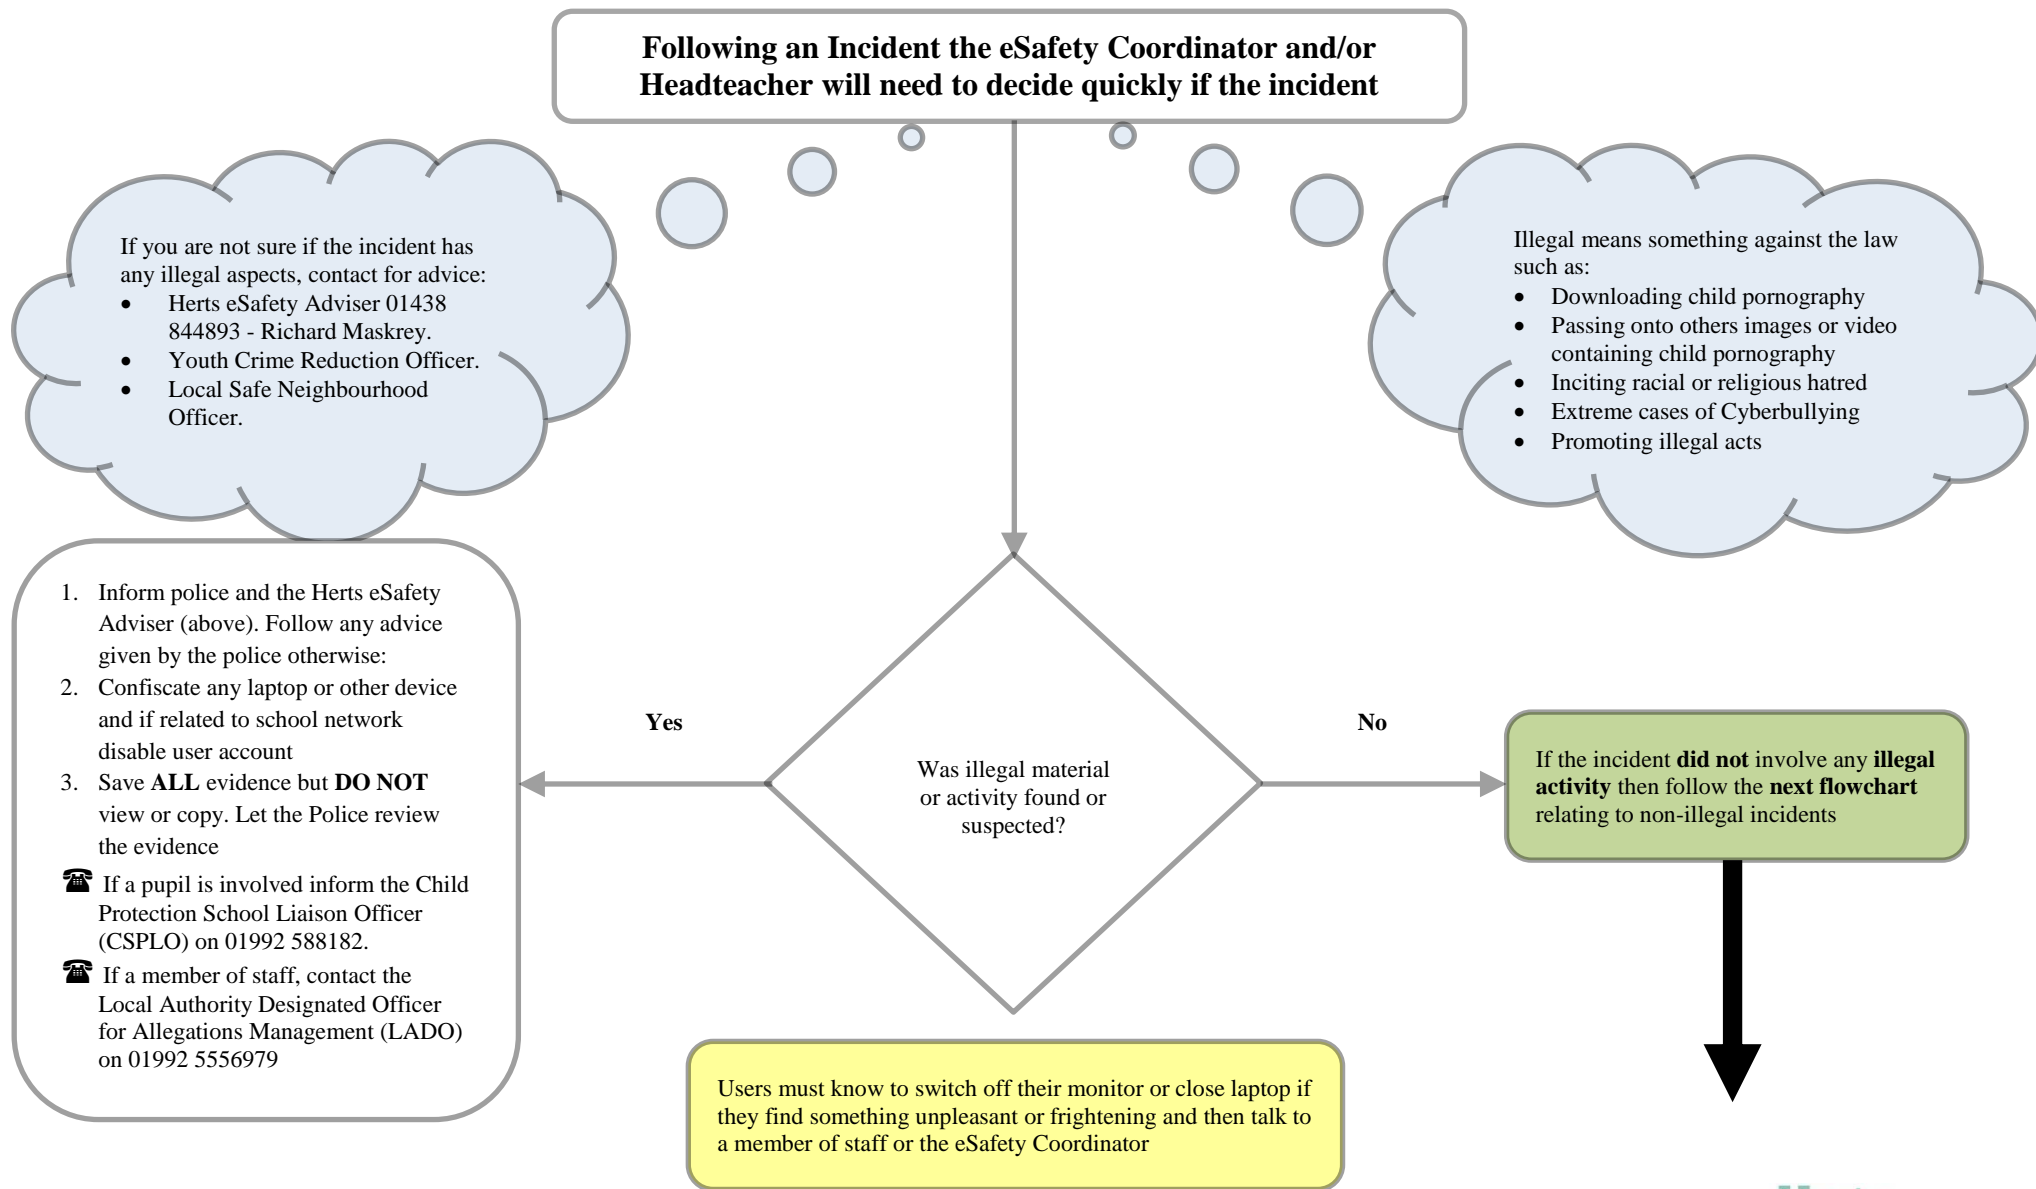 Following an Incident the eSafety Coordinator and/or
Headteacher will need to decide quickly if the incident
If you are not sure if the incident has
any illegal aspects, contact for advice:
• Herts eSafety Adviser 01438
844893 - Richard Maskrey.
• Youth Crime Reduction Officer.
• Local Safe Neighbourhood
Officer.
Illegal means something against the law
such as:
• Downloading child pornography
• Passing onto others images or video
containing child pornography
• Inciting racial or religious hatred
• Extreme cases of Cyberbullying
• Promoting illegal acts
1. Inform police and the Herts eSafety
Adviser (above). Follow any advice
given by the police otherwise:
2. Confiscate any laptop or other device
and if related to school network
disable user account
3. Save ALL evidence but DO NOT
view or copy. Let the Police review
the evidence
☎ If a pupil is involved inform the Child
Protection School Liaison Officer
(CSPLO) on 01992 588182.
☎ If a member of staff, contact the
Local Authority Designated Officer
for Allegations Management (LADO)
on 01992 5556979
Yes
Was illegal material
or activity found or
suspected?
No
If the incident did not involve any illegal
activity then follow the next flowchart
relating to non-illegal incidents
Users must know to switch off their monitor or close laptop if
they find something unpleasant or frightening and then talk to
a member of staff or the eSafety Coordinator